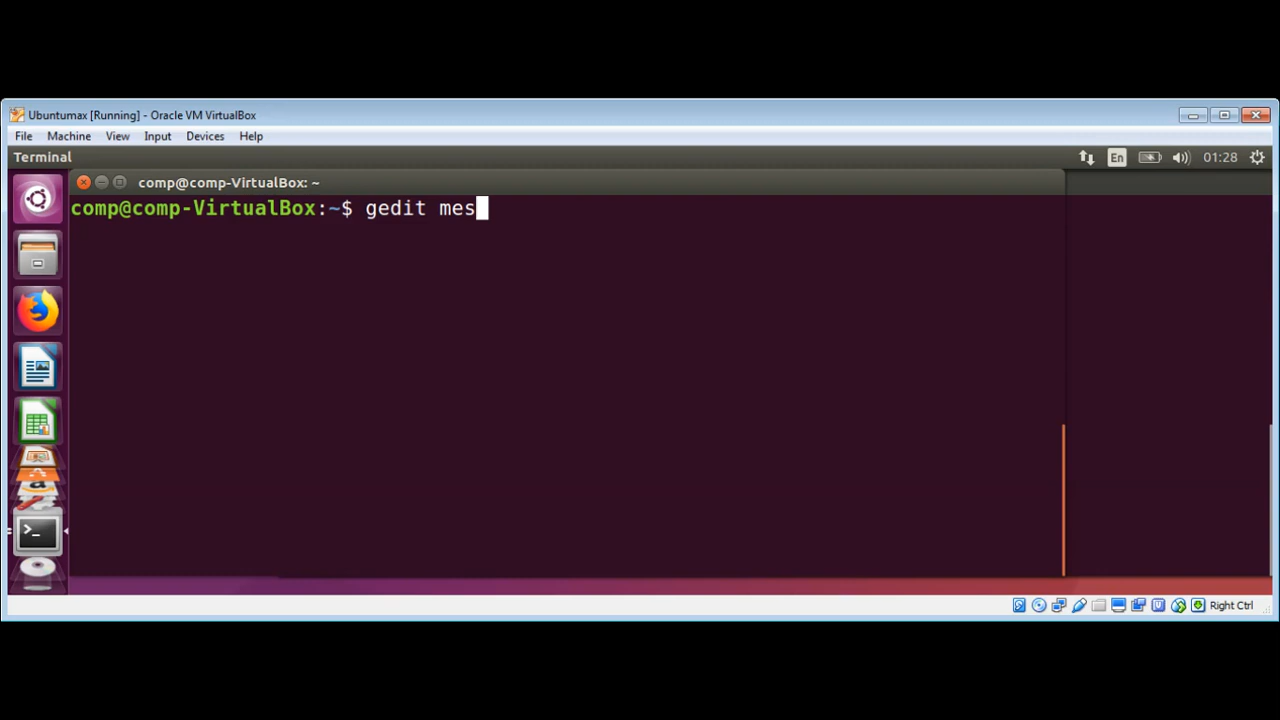 Ubuntumax [Running] - Oracle VM VirtualBox
File Machine View Input Devices Help
Terminal En 01:28
comp@comp-VirtualBox: ~
comp@comp-VirtualBox:~$ gedit mes
Right Ctrl